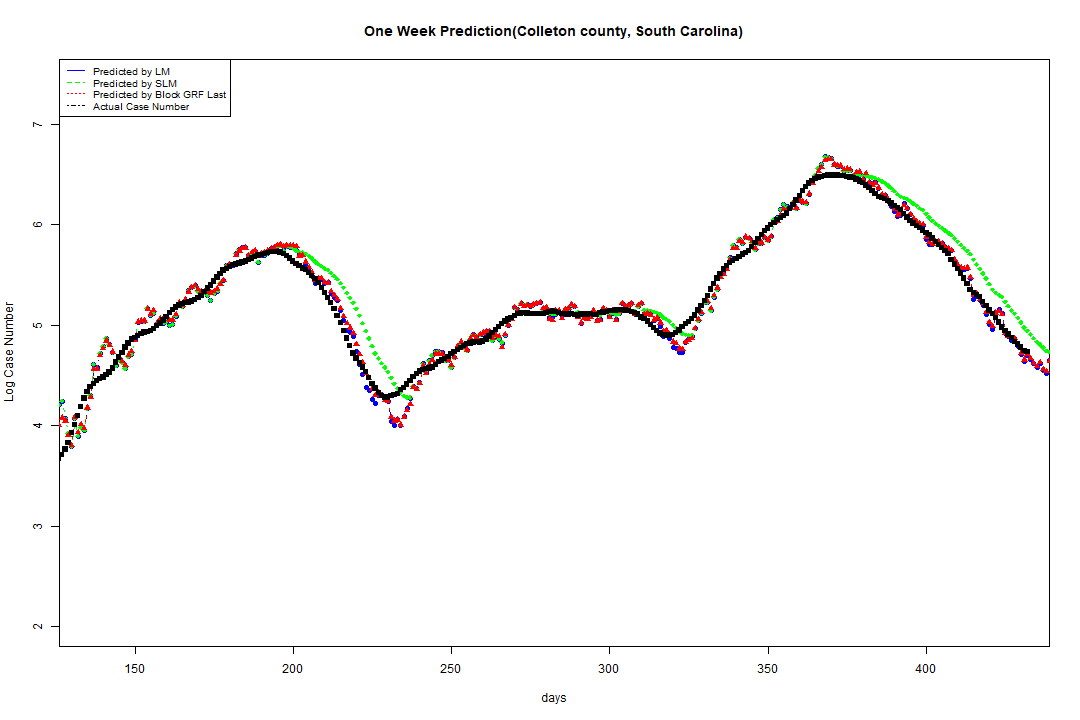 One Week Prediction(Colleton county, South Carolina)
Predicted by LM
Predicted by SLM
Predicted by Block GRF Last
Actual Case Number
Log Case Number
7
6
5
4
3
2
150 200 250 300 350 400
days